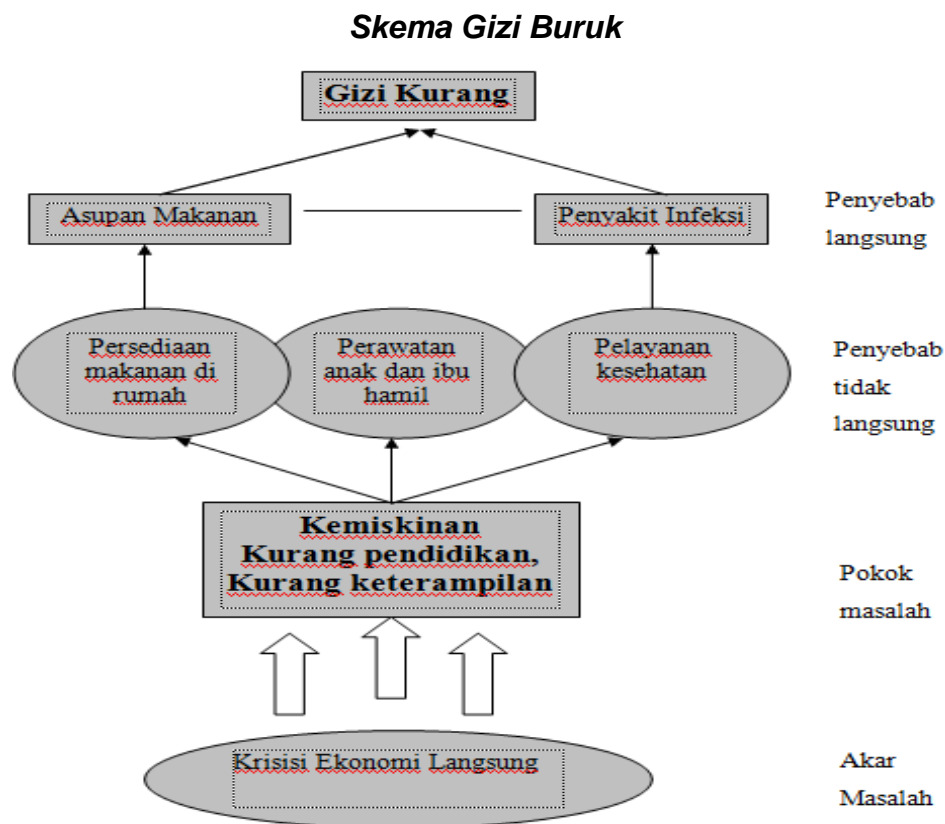 Skema Gizi Buruk
Gizi Kurang
Asupan Makanan
Penyakit Infeksi
Penyebab
langsung
Persediaan
makanan di
rumah
Perawatan
anak dan ibu
hamil
Pelayanan
kesehatan
Penyebab
tidak
langsung
Kemiskinan
Kurang pendidikan,
Kurang keterampilan
Pokok
masalah
Krisisi Ekonomi Langsung
Akar
Masalah